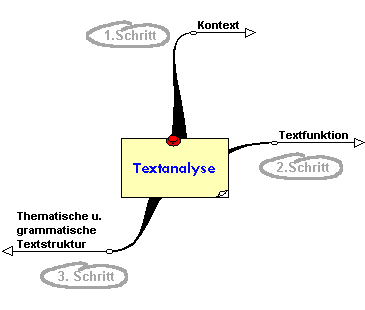 1.Schritt
Kontext
Textfunktion
2.Schritt
Textanalyse
Thematische u.
grammatische
Textstruktur
3. Schritt